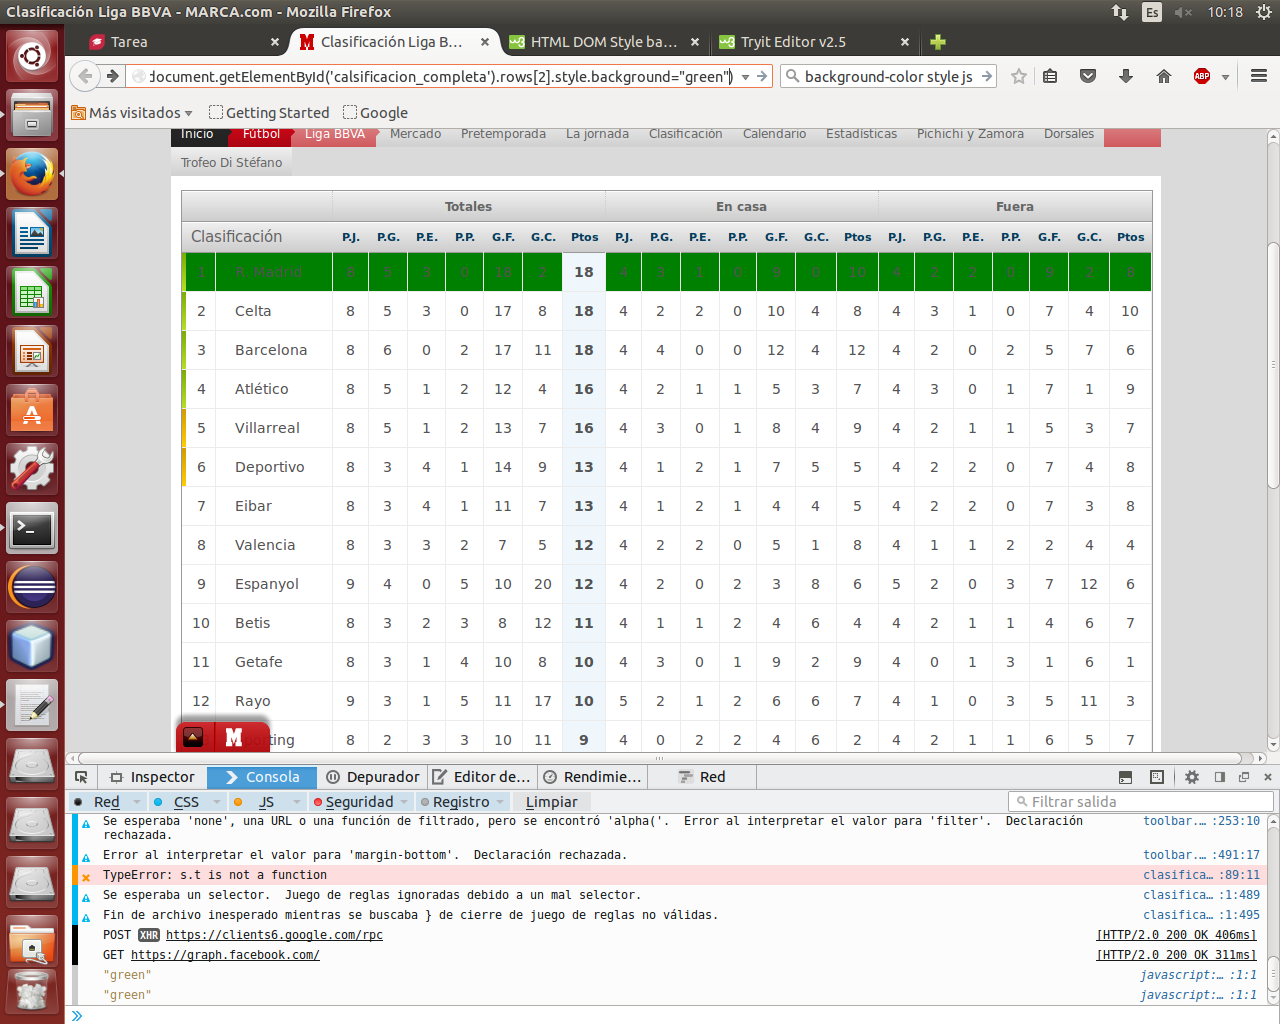 Clasificación Liga BBVA - MARCA.com - Mozilla Firefox
Es 10:18
Tarea
Clasificación Liga B...
HTML DOM Style ba...
Tryit Editor v2.5
document.getElementById('calsificacion_completa').rows[2].style.background="green")
background-color style js
ABP
Más visitados Getting Started Google
Inicio Fútbol Liga BBVA Mercado Pretemporada La jornada Clasificación Calendario Estadísticas Pichichi y Zamora Dorsales
Trofeo Di Stéfano
Totales En casa Fuera
Clasificación P.J. P.G. P.E. P.P. G.F. G.C. Ptos P.J. P.G. P.E. P.P. G.F. G.C. Ptos P.J. P.G. P.E. P.P. G.F. G.C. Ptos
1 R. Madrid 8 5 3 0 18 2 18 4 3 1 0 9 0 10 4 2 2 0 9 2 8
2 Celta 8 5 3 0 17 8 18 4 2 2 0 10 4 8 4 3 1 0 7 4 10
3 Barcelona 8 6 0 2 17 11 18 4 4 0 0 12 4 12 4 2 0 2 5 7 6
4 Atlético 8 5 1 2 12 4 16 4 2 1 1 5 3 7 4 3 0 1 7 1 9
5 Villarreal 8 5 1 2 13 7 16 4 3 0 1 8 4 9 4 2 1 1 5 3 7
6 Deportivo 8 3 4 1 14 9 13 4 1 2 1 7 5 5 4 2 2 0 7 4 8
7 Eibar 8 3 4 1 11 7 13 4 1 2 1 4 4 5 4 2 2 0 7 3 8
8 Valencia 8 3 3 2 7 5 12 4 2 2 0 5 1 8 4 1 1 2 2 4 4
9 Espanyol 9 4 0 5 10 20 12 4 2 0 2 3 8 6 5 2 0 3 7 12 6
10 Betis 8 3 2 3 8 12 11 4 1 1 2 4 6 4 4 2 1 1 4 6 7
11 Getafe 8 3 1 4 10 8 10 4 3 0 1 9 2 9 4 0 1 3 1 6 1
12 Rayo 9 3 1 5 11 17 10 5 2 1 2 6 6 7 4 1 0 3 5 11 3
M ting 8 2 3 3 10 11 9 4 0 2 2 4 6 2 4 2 1 1 6 5 7
Inspector Consola Depurador Editor de... Rendimie... Red
Red CSS JS Seguridad Registro Limpiar Filtrar salida
Se esperaba 'none', una URL o una función de filtrado, pero se encontró 'alpha('. Error al interpretar el valor para 'filter'. Declaración toolbar.... :253:10
rechazada.
Error al interpretar el valor para 'margin-bottom'. Declaración rechazada. toolbar.... :491:17
TypeError: s.t is not a function clasifica... :89:11
Se esperaba un selector. Juego de reglas ignoradas debido a un mal selector. clasifica... :1:489
Fin de archivo inesperado mientras se buscaba } de cierre de juego de reglas no válidas. clasifica... :1:495
POST XHR https://clients6.google.com/rpc [HTTP/2.0 200 OK 406ms]
GET https://graph.facebook.com/ [HTTP/2.0 200 OK 311ms]
"green" javascript:... :1:1
"green" javascript:... :1:1